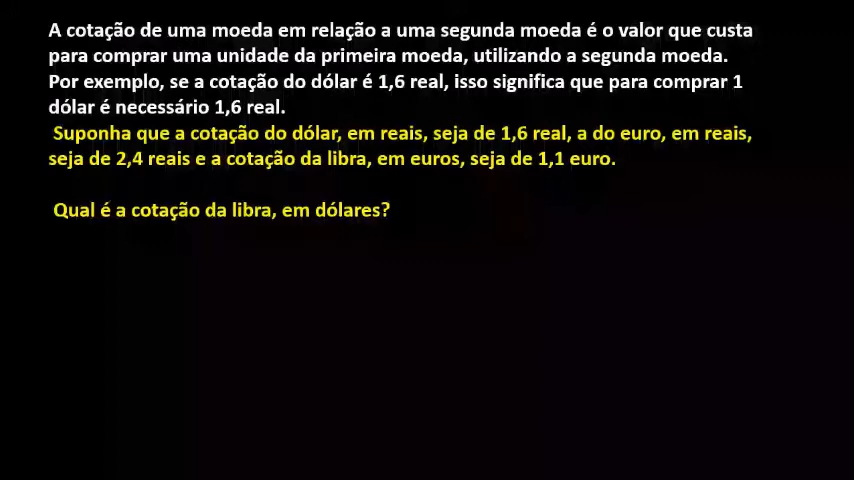 A cotação de uma moeda em relação a uma segunda moeda é o valor que custa
para comprar uma unidade da primeira moeda, utilizando a segunda moeda.
Por exemplo, se a cotação do dólar é 1,6 real, isso significa que para comprar 1
dólar é necessário 1,6 real.
Suponha que a cotação do dólar, em reais, seja de 1,6 real, a do euro, em reais,
seja de 2,4 reais e a cotação da libra, em euros, seja de 1,1 euro.
Qual é a cotação da libra, em dólares?